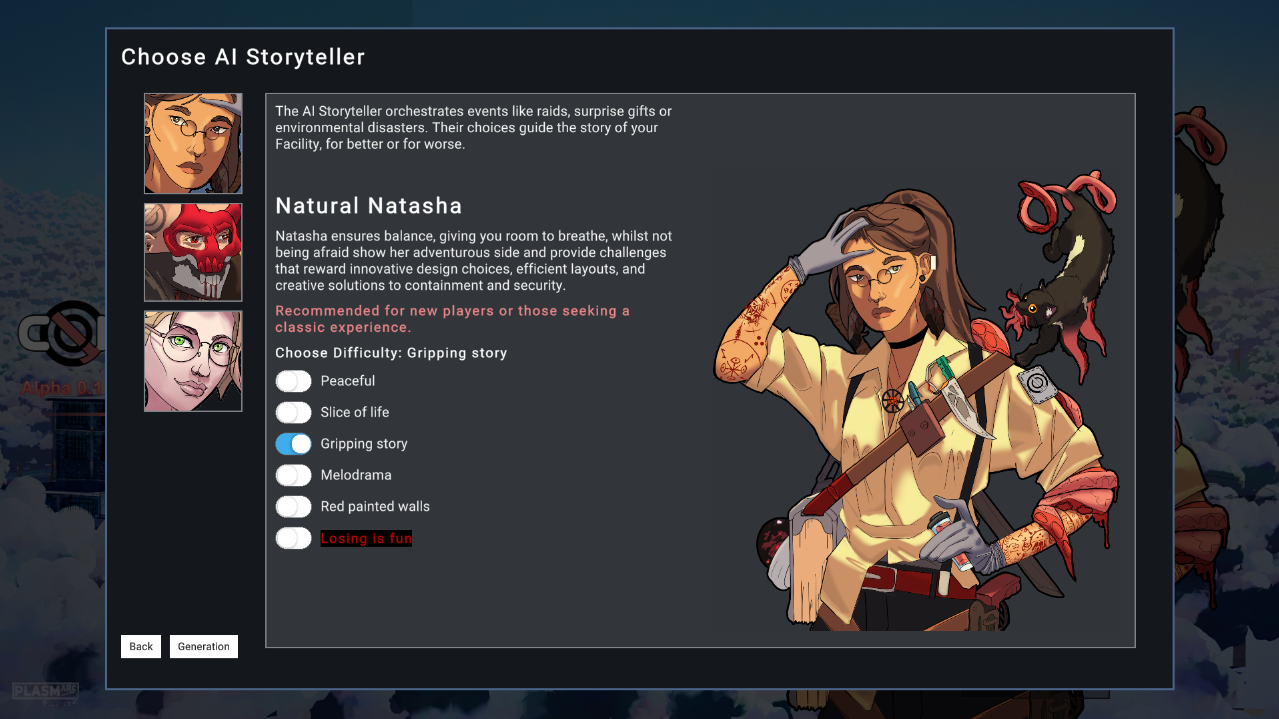 Choose AI Storyteller
The AI Storyteller orchestrates events like raids, surprise gifts or
environmental disasters. Their choices guide the story of your
Facility, for better or for worse.
Natural Natasha
Natasha ensures balance, giving you room to breathe, whilst not
being afraid show her adventurous side and provide challenges
that reward innovative design choices, efficient layouts, and
creative solutions to containment and security.
Recommended for new players or those seeking a
classic experience.
Choose Difficulty: Gripping story
Peaceful
Slice of life
Gripping story
Melodrama
Red painted walls
Losing is fun
Alpha 0.
Back
Generation